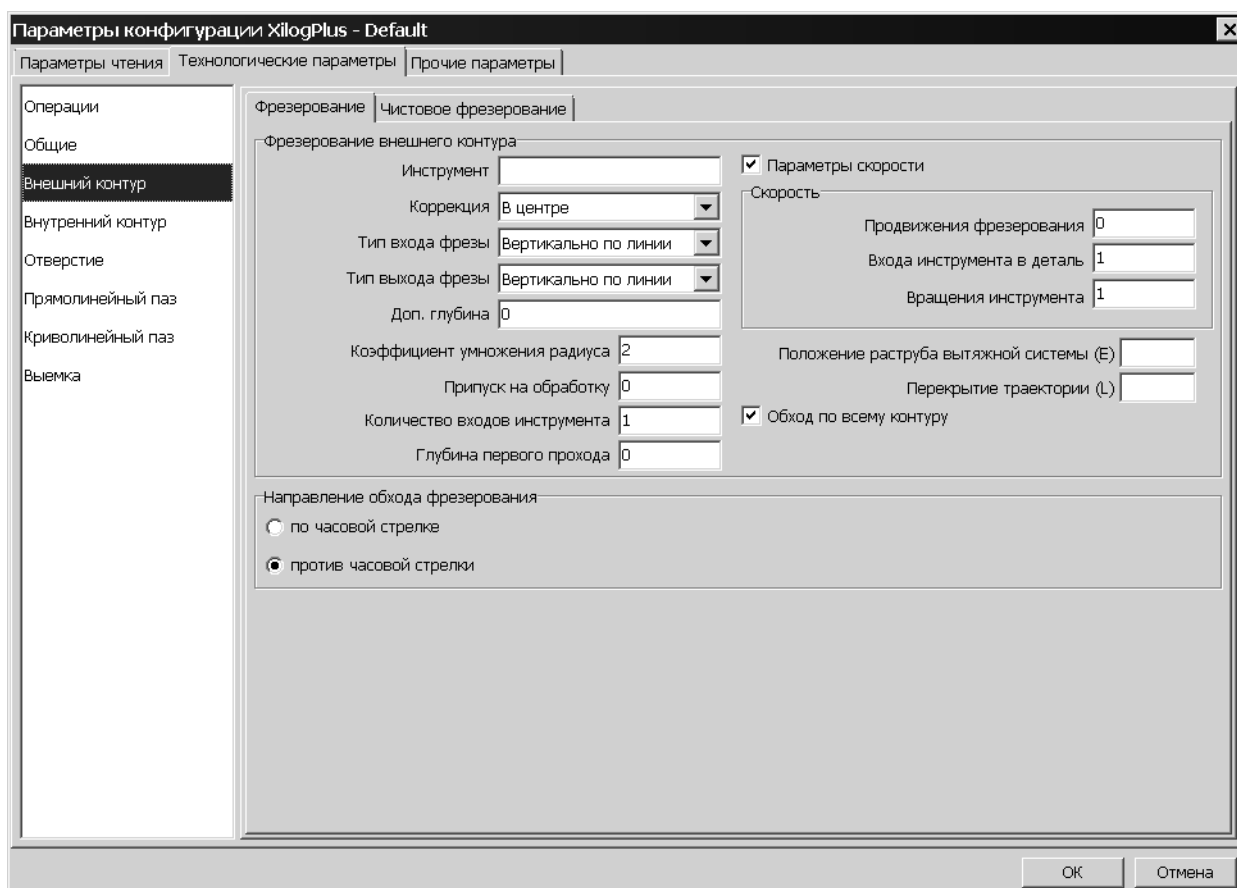 Параметры конфигурации XilogPlus - Default
Параметры чтения Технологические параметры Прочие параметры
Операции
Общие
Внешний контур
Внутренний контур
Отверстие
Прямолинейный паз
Криволинейный паз
Выемка
Фрезерование Чистовое фрезерование
Фрезерование внешнего контура
Инструмент
Коррекция В центре
Тип входа фрезы Вертикально по линии
Тип выхода фрезы Вертикально по линии
Доп. глубина 0
Коэффициент умножения радиуса 2
Припуск на обработку 0
Количество входов инструмента 1
Глубина первого прохода 0
Параметры скорости
Скорость
Продвижения фрезерования 0
Входа инструмента в деталь 1
Вращения инструмента 1
Положение раструба вытяжной системы (E)
Перекрытие траектории (L)
Обход по всему контуру
Направление обхода фрезерования
по часовой стрелке
против часовой стрелки
ОК Отмена